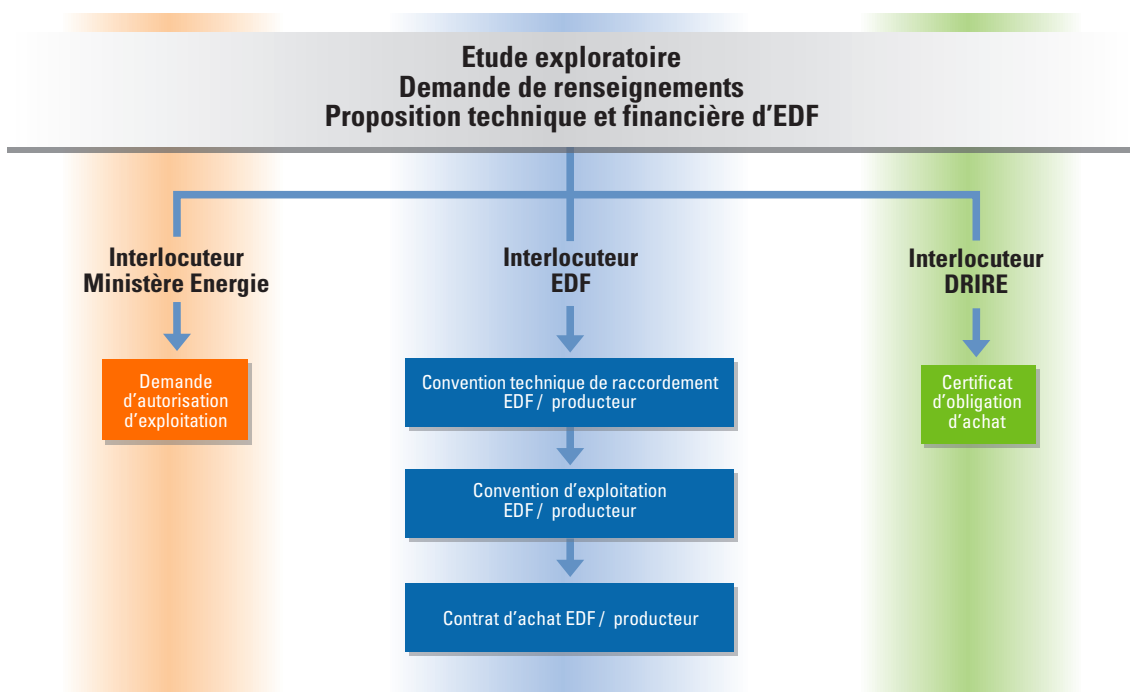 Etude exploratoire
Demande de renseignements
Proposition technique et financière d'EDF
Interlocuteur
Ministère Energie
Demande
d'autorisation
d'exploitation
Interlocuteur
EDF
Convention technique de raccordement
EDF / producteur
Convention d'exploitation
EDF / producteur
Contrat d'achat EDF / producteur
Interlocuteur
DRIRE
Certificat
d'obligation
d'achat